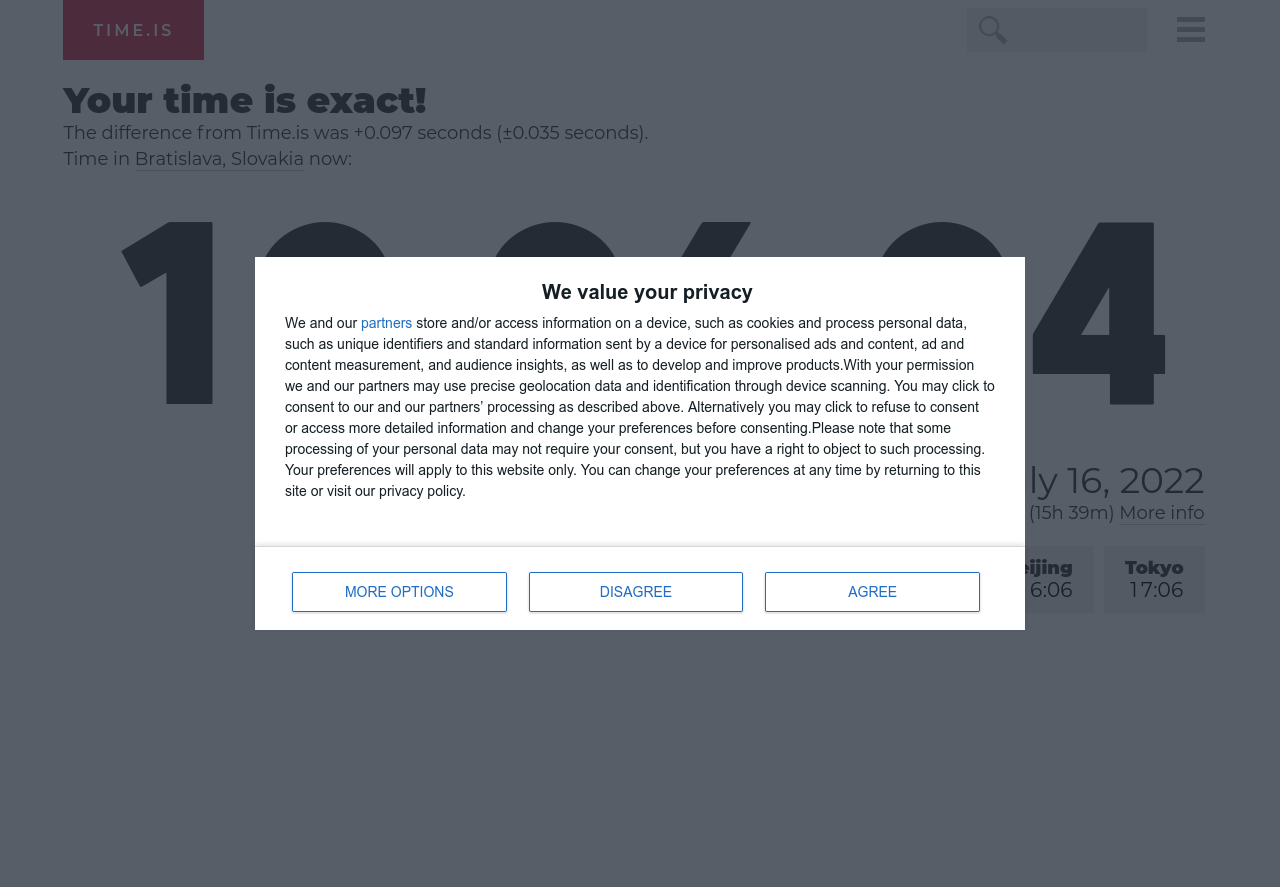 TIME.IS
Your time is exact!
The difference from Time.is was +0.097 seconds (±0.035 seconds).
Time in Bratislava, Slovakia now:
We value your privacy
We and our partners store and/or access information on a device, such as cookies and process personal data,
such as unique identifiers and standard information sent by a device for personalised ads and content, ad and
content measurement, and audience insights, as well as to develop and improve products.With your permission
we and our partners may use precise geolocation data and identification through device scanning. You may click to
consent to our and our partners’ processing as described above. Alternatively you may click to refuse to consent
or access more detailed information and change your preferences before consenting.Please note that some
processing of your personal data may not require your consent, but you have a right to object to such processing.
Your preferences will apply to this website only. You can change your preferences at any time by returning to this
site or visit our privacy policy.
16, 2022
(15h 39m) More info
MORE OPTIONS
DISAGREE
AGREE
Tokyo
6:06
17:06